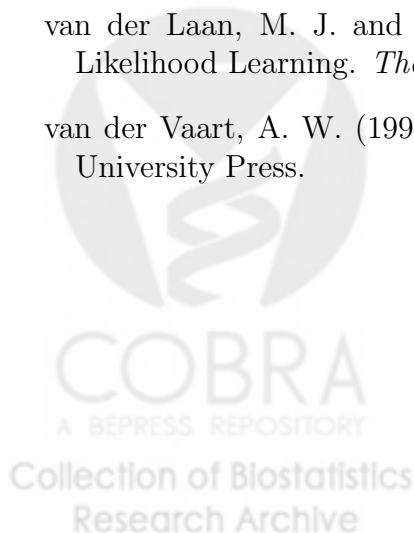 van der Laan, M. J. and
Likelihood Learning. The
van der Vaart, A. W. (199
University Press.
COBRA
A BEPRESS REPOSITORY
Collection of Biostatistics
Research Archive